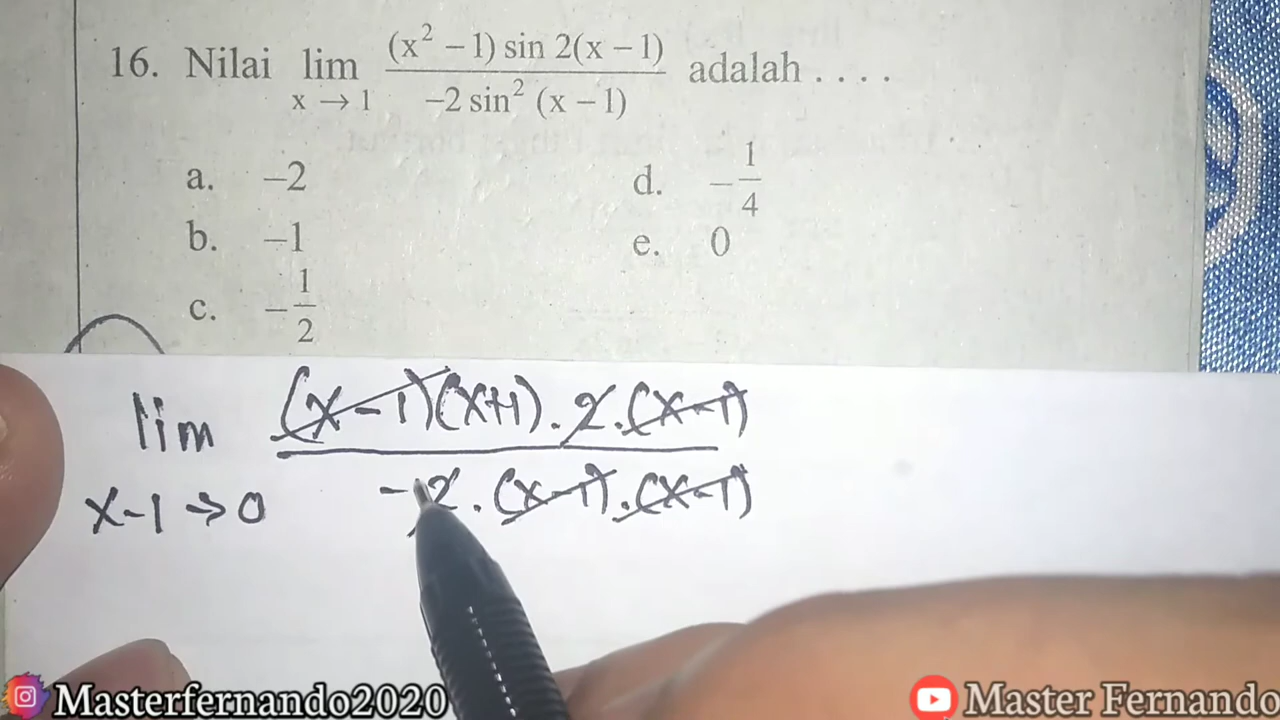 16. Nilai lim x → 1 (x² – 1) sin 2(x – 1) / –2 sin² (x – 1) adalah . . . .
a. –2
b. –1
c. –1/2
d. –1/4
e. 0
lim x-1 → 0 (x-1)(x+1) . 2 . (x-1) / -2 . (x-1) . (x-1)
Masterfernando2020
Master Fernando